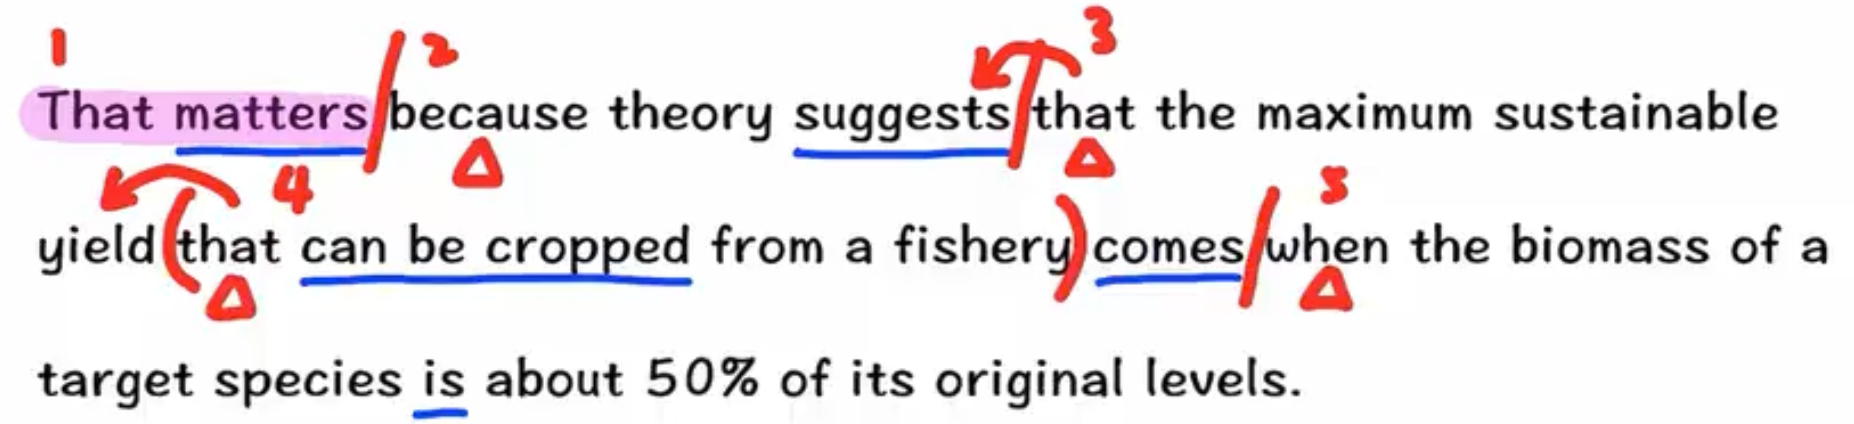 1 2 3
That matters because theory suggests that the maximum sustainable
4 5
yield (that can be cropped from a fishery) comes when the biomass of a
target species is about 50% of its original levels.